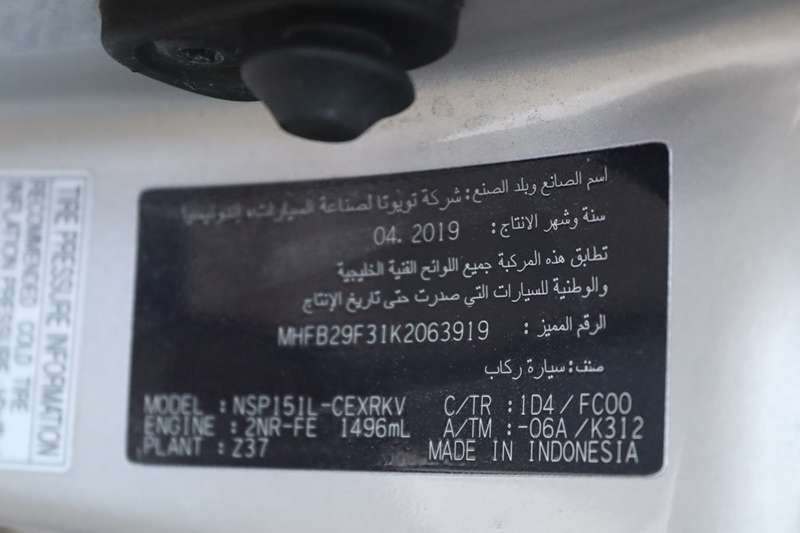 اسم الصانع وبلد الصنع: شركة تويوتا لصناعة السيارات، إندونيسيا
سنة وشهر الانتاج: 04. 2019
تطابق هذه المركبة جميع اللوائح الفنية الخليجية
والوطنية للسيارات التي صدرت حتى تاريخ الإنتاج
الرقم المميز: MHFB29F31K2063919
صنف: سيارة ركاب
MODEL : NSP151L-CEXRKV C/TR : 1D4 / FC00
ENGINE : 2NR-FE 1496mL A/TM : -06A / K312
PLANT : Z37 MADE IN INDONESIA
TIRE PRESSURE INFORMATION
RECOMMENDED COLD TIRE
INFLATION PRESSURE